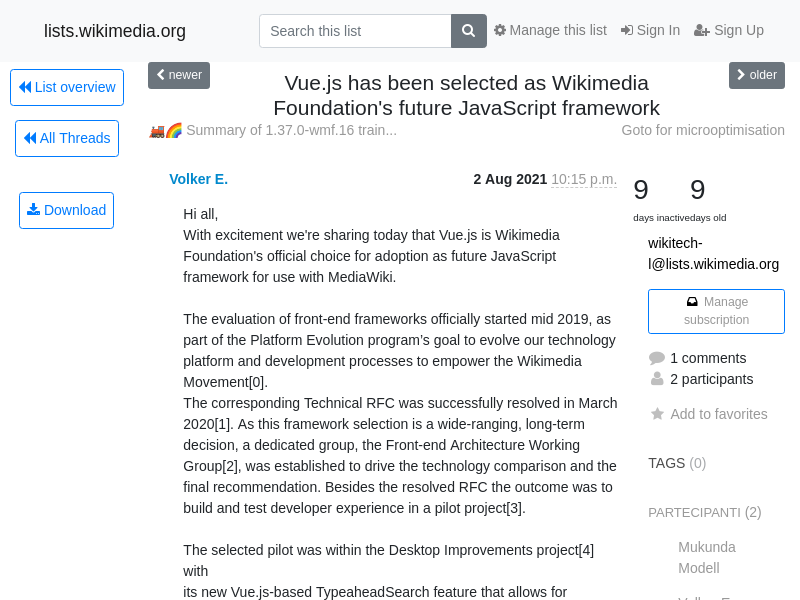 lists.wikimedia.org
Search this list
Manage this list
Sign In
Sign Up
List overview
All Threads
Download
newer
older
Vue.js has been selected as Wikimedia
Foundation's future JavaScript framework
Summary of 1.37.0-wmf.16 train...
Goto for microoptimisation
Volker E.
2 Aug 2021 10:15 p.m.
Hi all,
With excitement we're sharing today that Vue.js is Wikimedia
Foundation's official choice for adoption as future JavaScript
framework for use with MediaWiki.
The evaluation of front-end frameworks officially started mid 2019, as
part of the Platform Evolution program’s goal to evolve our technology
platform and development processes to empower the Wikimedia
Movement[0].
The corresponding Technical RFC was successfully resolved in March
2020[1]. As this framework selection is a wide-ranging, long-term
decision, a dedicated group, the Front-end Architecture Working
Group[2], was established to drive the technology comparison and the
final recommendation. Besides the resolved RFC the outcome was to
build and test developer experience in a pilot project[3].
The selected pilot was within the Desktop Improvements project[4]
with
its new Vue.js-based TypeaheadSearch feature that allows for
9 9
days inactive days old
wikitech-
l@lists.wikimedia.org
Manage
subscription
1 comments
2 participants
Add to favorites
TAGS (0)
PARTECIPANTI (2)
Mukunda
Modell